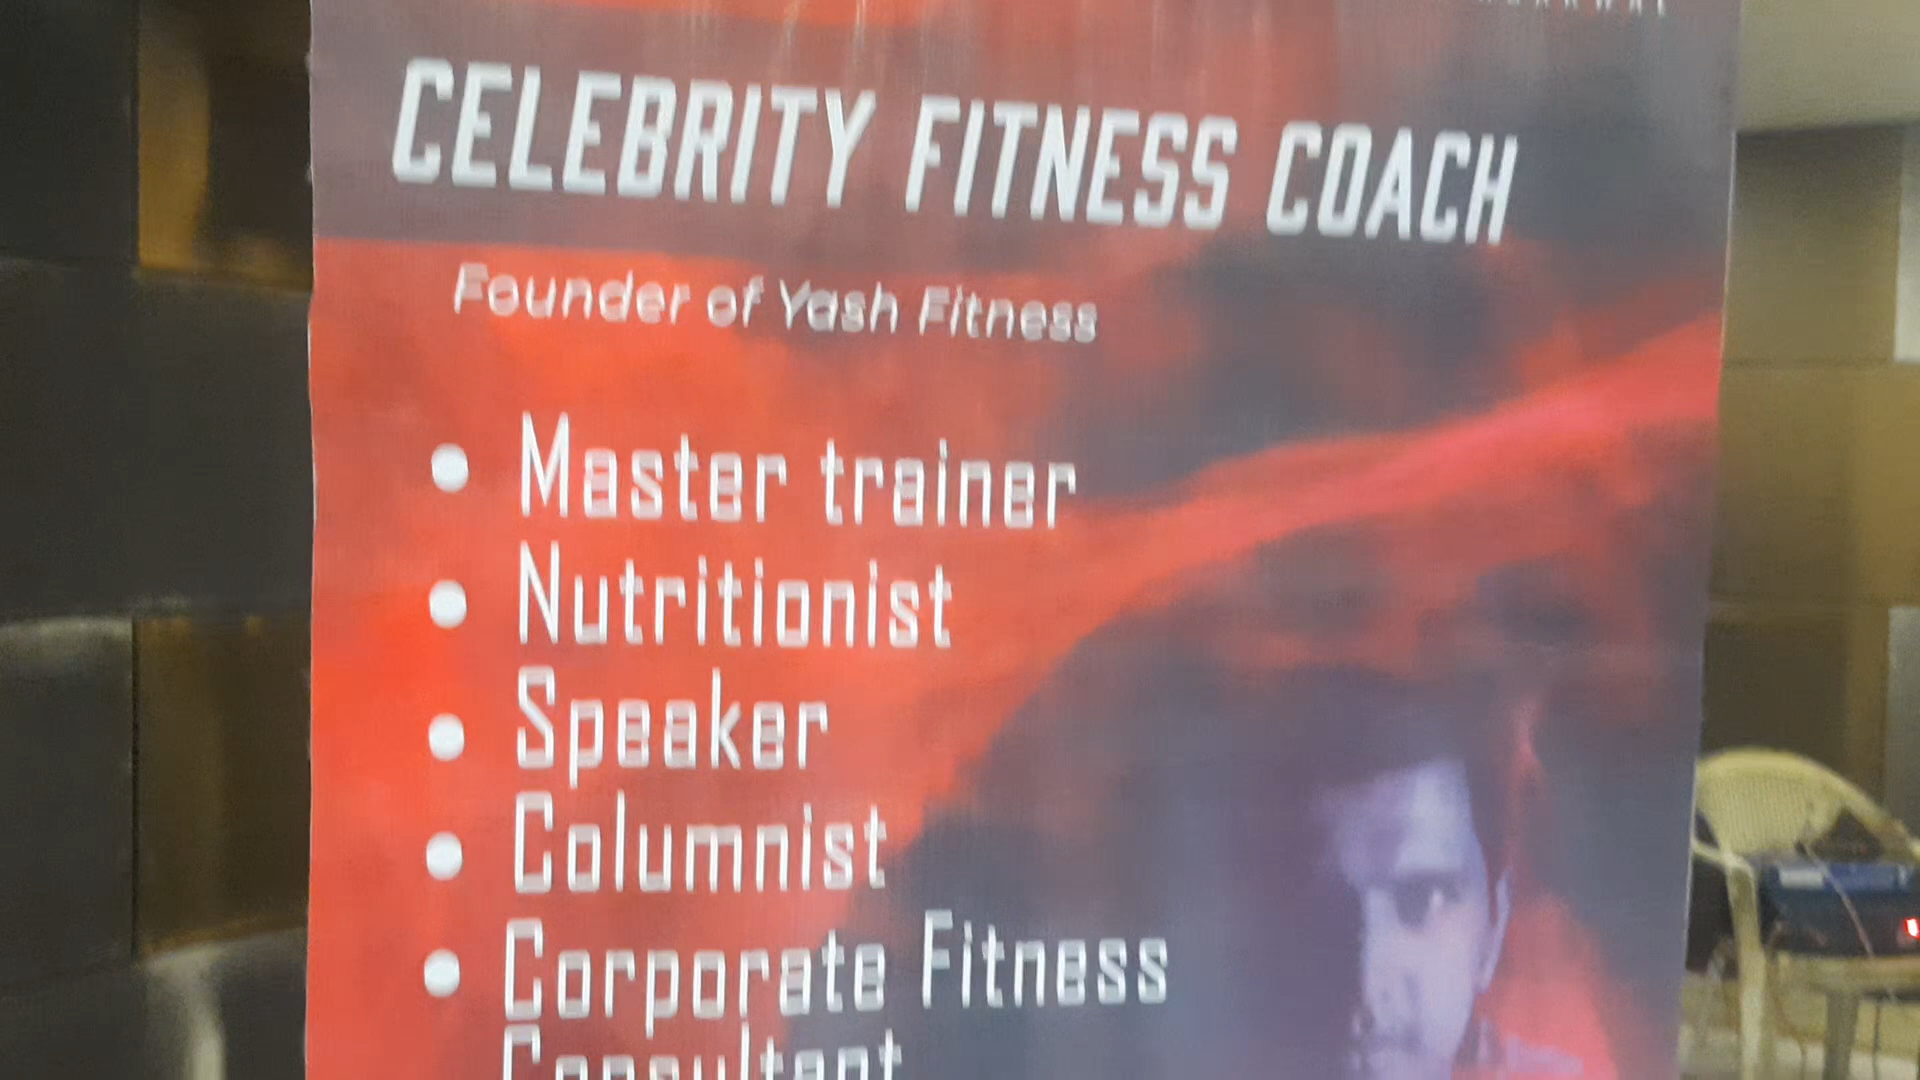 CELEBRITY FITNESS COACH
Founder of Yash Fitness
• Master trainer
• Nutritionist
• Speaker
• Columnist
• Corporate Fitness
Consultant